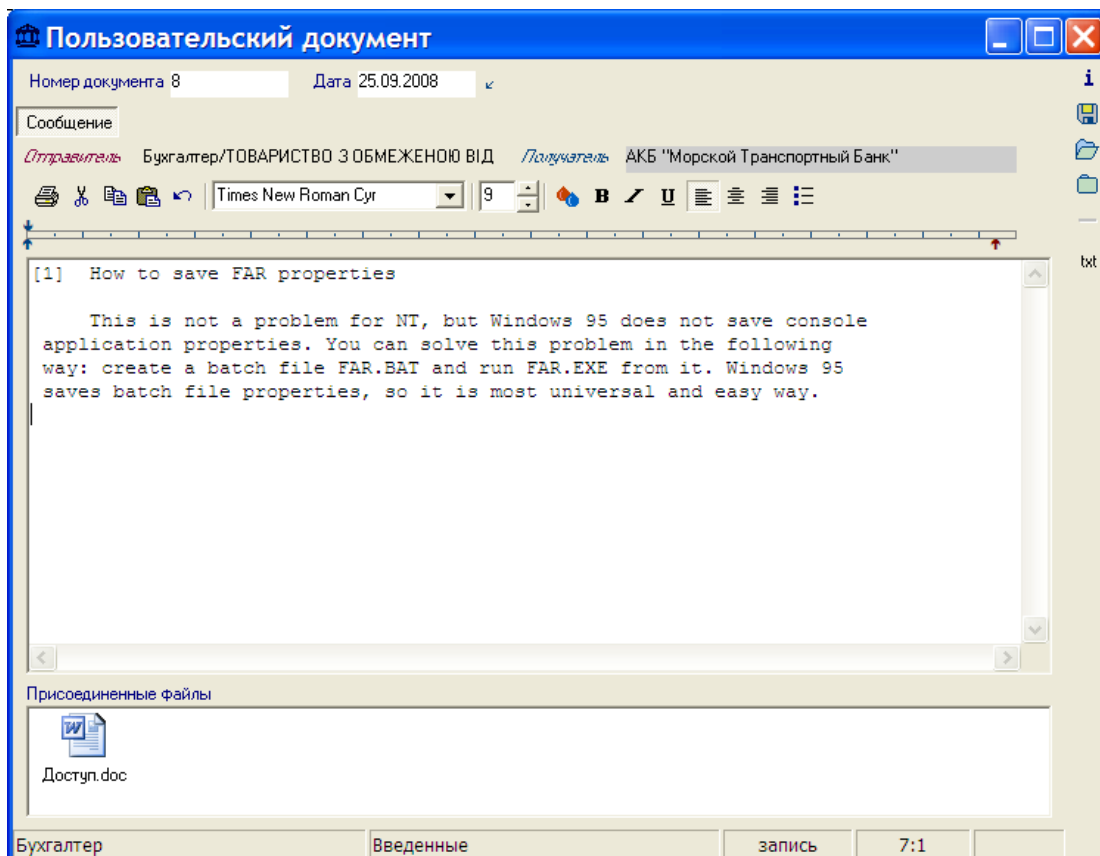 Пользовательский документ
Номер документа 8 Дата 25.09.2008
Сообщение
Отправитель Бухгалтер/ТОВАРИСТВО З ОБМЕЖЕНОЮ ВІД Получатель АКБ "Морской Транспортный Банк"
Times New Roman Cyr 9 B I U
txt
[1] How to save FAR properties
This is not a problem for NT, but Windows 95 does not save console
application properties. You can solve this problem in the following
way: create a batch file FAR.BAT and run FAR.EXE from it. Windows 95
saves batch file properties, so it is most universal and easy way.
Присоединенные файлы
Доступ.doc
Бухгалтер Введенные запись 7:1